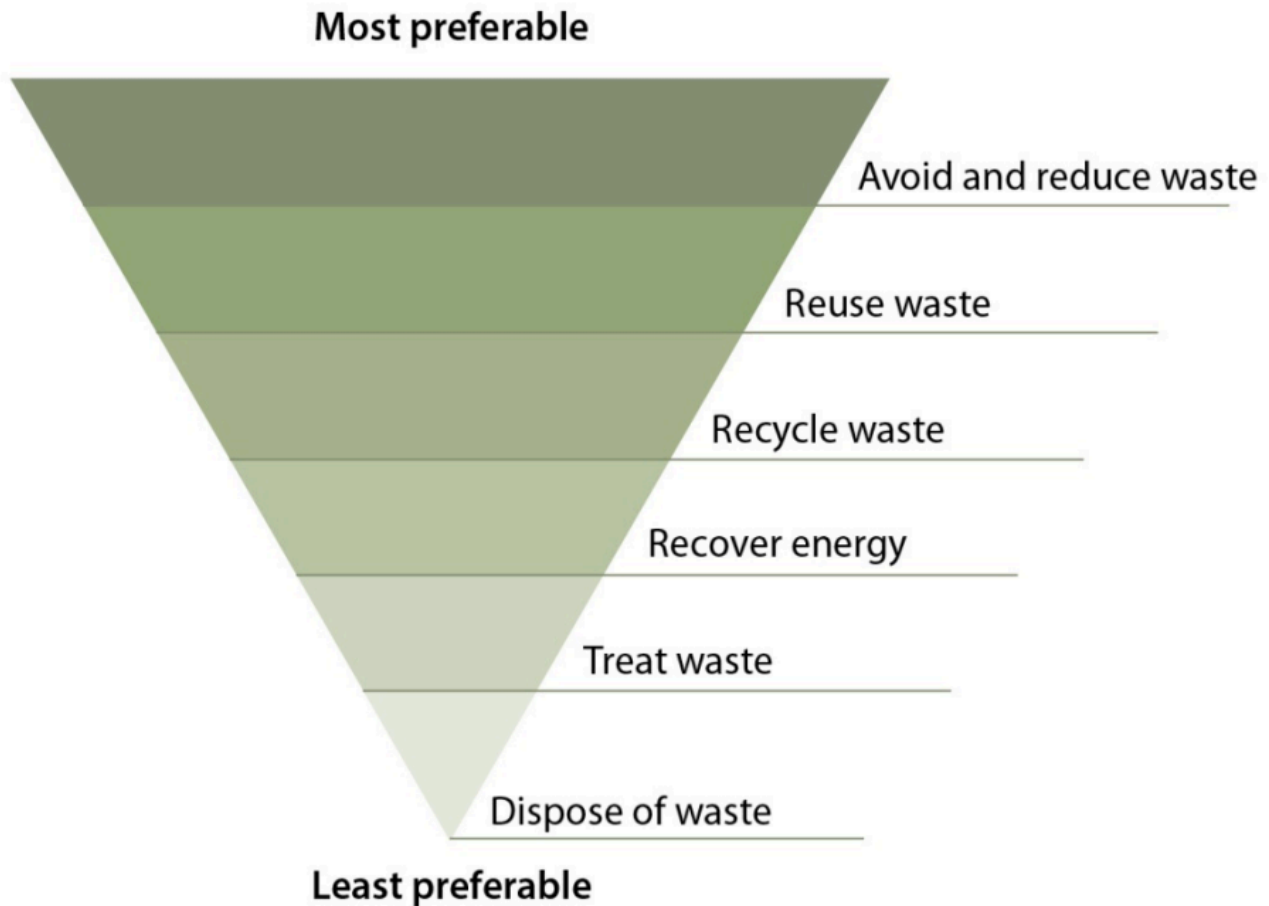 Most preferable
Avoid and reduce waste
Reuse waste
Recycle waste
Recover energy
Treat waste
Dispose of waste
Least preferable